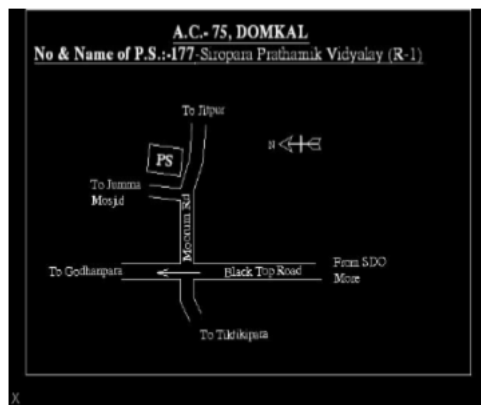 A.C.- 75, DOMKAL
No & Name of P.S.:-177-Siropara Prathamik Vidyalay (R-1)
To Jitpur
N
PS
To Jumma
Mosjid
Moorum Rd
To Godhanpara
Black Top Road
From SDO
More
To Tiktikipara
X